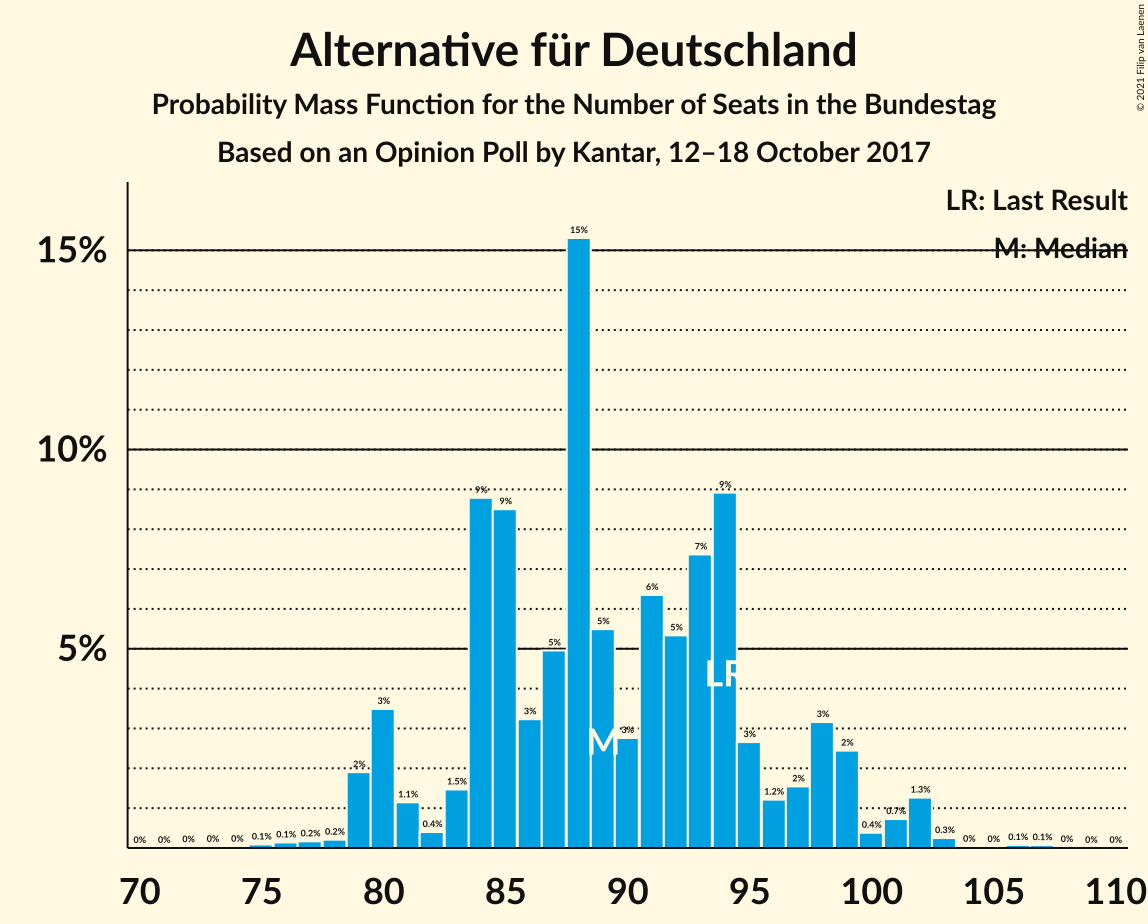 Alternative für Deutschland
Probability Mass Function for the Number of Seats in the Bundestag
Based on an Opinion Poll by Kantar, 12–18 October 2017
© 2021 Filip van Laenen
LR: Last Result
M: Median
15%
10%
5%
0% 0% 0% 0% 0% 0.1% 0.1% 0.2% 0.2% 2% 3% 1.1% 0.4% 1.5% 9% 9% 3% 5% 15% 5% 3% 6% 5% 7% 9% 3% 1.2% 2% 3% 2% 0.4% 0.7% 1.3% 0.3% 0% 0% 0.1% 0.1% 0% 0% 0%
M
LR
70 75 80 85 90 95 100 105 110